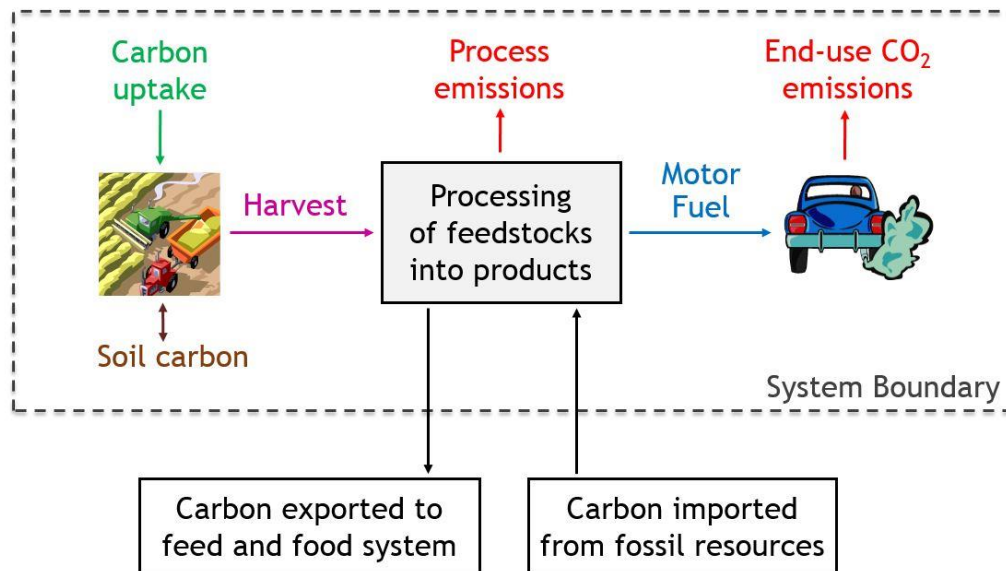 Carbon
uptake
Process
emissions
End-use CO₂
emissions
Harvest
Processing
of feedstocks
into products
Motor
Fuel
Soil carbon
System Boundary
Carbon exported to
feed and food system
Carbon imported
from fossil resources